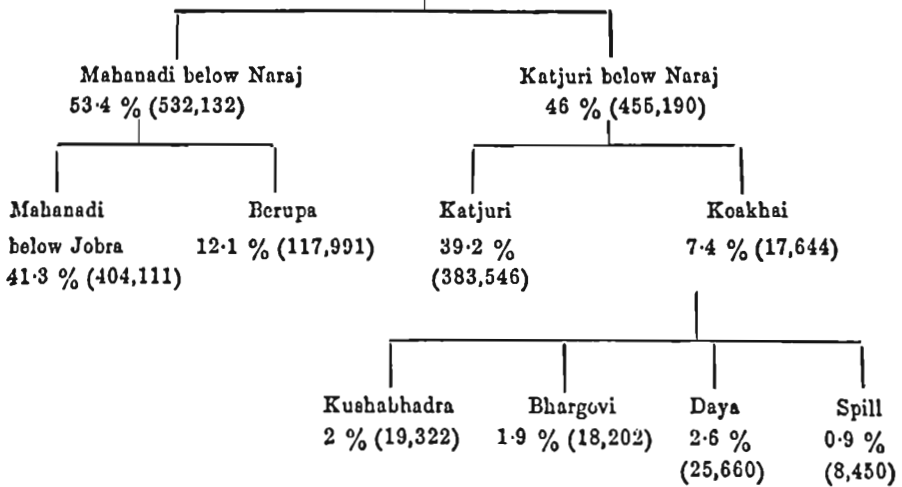 Mahanadi below Naraj
53·4 % (532,132)
Katjuri below Naraj
46 % (455,190)
Mahanadi
below Jobra
41·3 % (404,111)
Berupa
12·1 % (117,991)
Katjuri
39·2 %
(383,546)
Koakhai
7·4 % (17,644)
Kushabhadra
2 % (19,322)
Bhargovi
1·9 % (18,202)
Daya
2·6 %
(25,660)
Spill
0·9 %
(8,450)